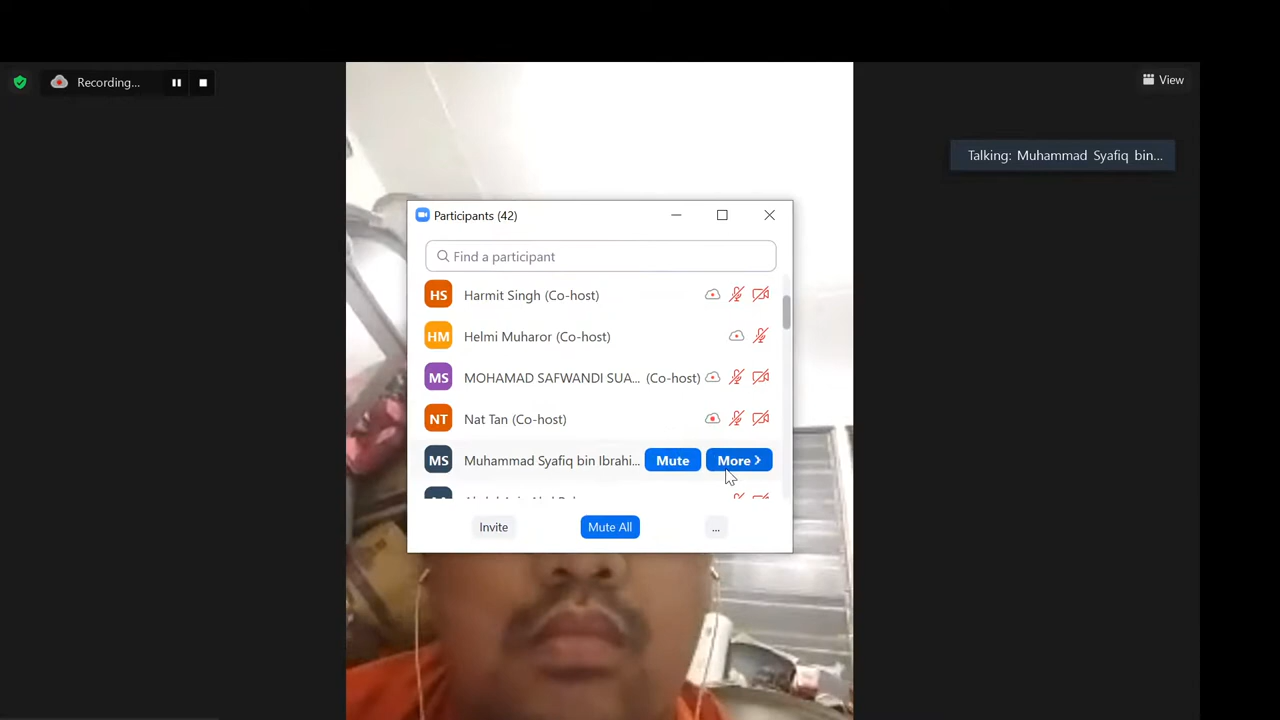 Recording...
View
Talking: Muhammad Syafiq bin...
Participants (42)
Find a participant
HS Harmit Singh (Co-host)
HM Helmi Muharor (Co-host)
MS MOHAMAD SAFWANDI SUA... (Co-host)
NT Nat Tan (Co-host)
MS Muhammad Syafiq bin Ibrahi... Mute More >
Invite Mute All ...